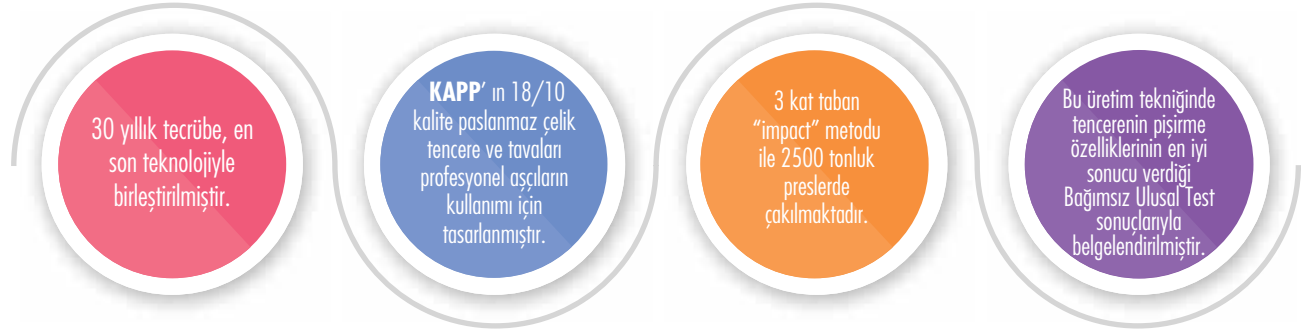 30 yıllık tecrübe, en
son teknolojiyle
birleştirilmiştir.
KAPP’ ın 18/10
kalite paslanmaz çelik
tencere ve tavaları
profesyonel aşçıların
kullanımı için
tasarlanmıştır.
3 kat taban
“impact” metodu
ile 2500 tonluk
preslerde
çakılmaktadır.
Bu üretim tekniğinde
tencerenin pişirme
özelliklerinin en iyi
sonucu verdiği
Bağımsız Ulusal Test
sonuçlarıyla
belgelendirilmiştir.